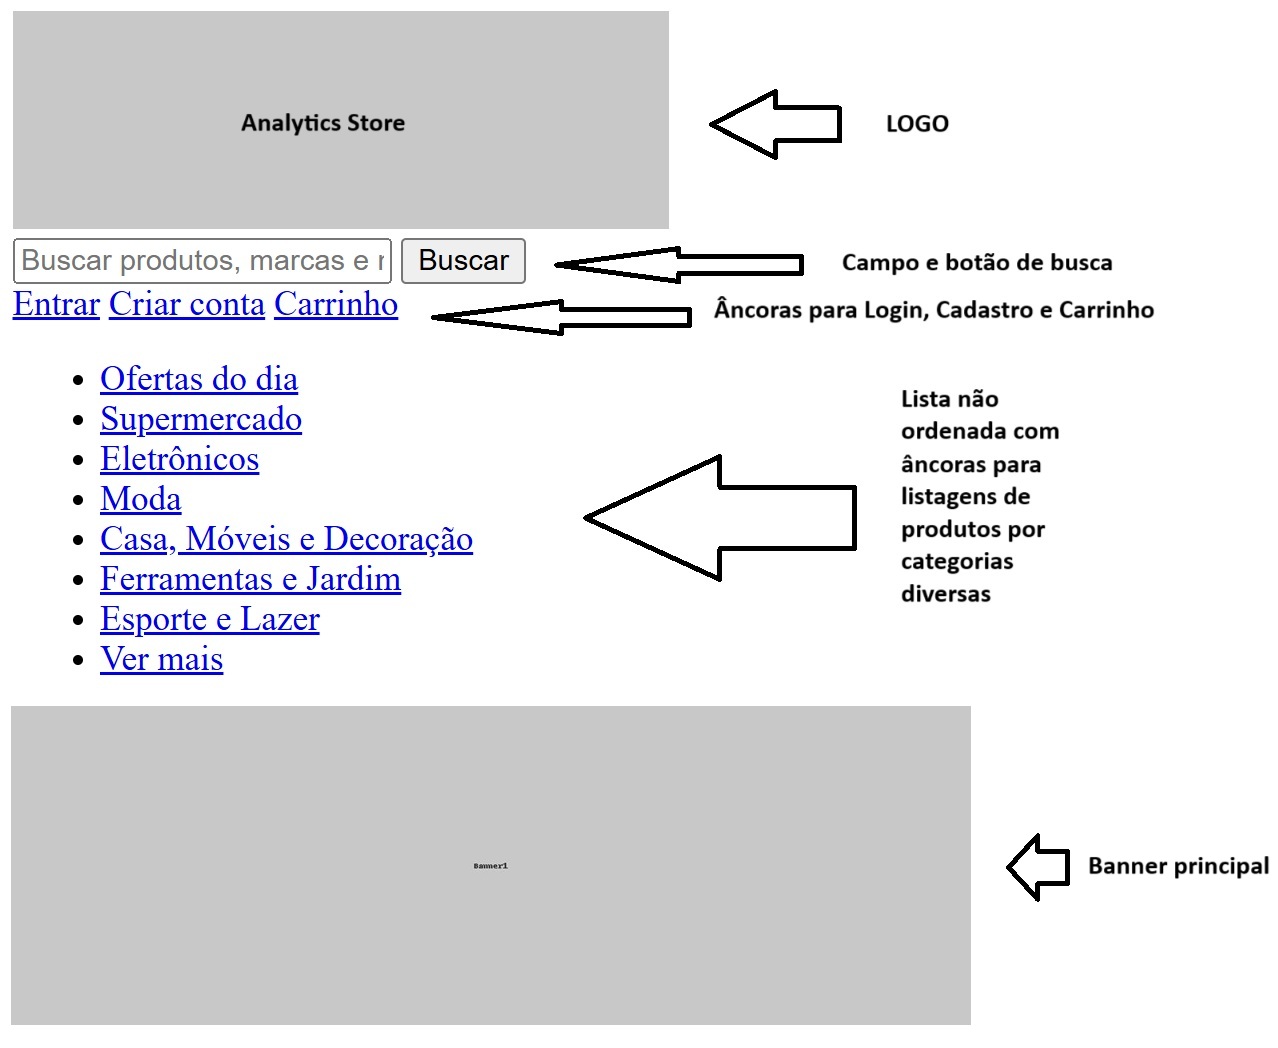 Analytics Store
LOGO
Buscar produtos, marcas e r
Buscar
Campo e botão de busca
Entrar Criar conta Carrinho
Âncoras para Login, Cadastro e Carrinho
Ofertas do dia
Supermercado
Eletrônicos
Moda
Casa, Móveis e Decoração
Ferramentas e Jardim
Esporte e Lazer
Ver mais
Lista não
ordenada com
âncoras para
listagens de
produtos por
categorias
diversas
Banner1
Banner principal